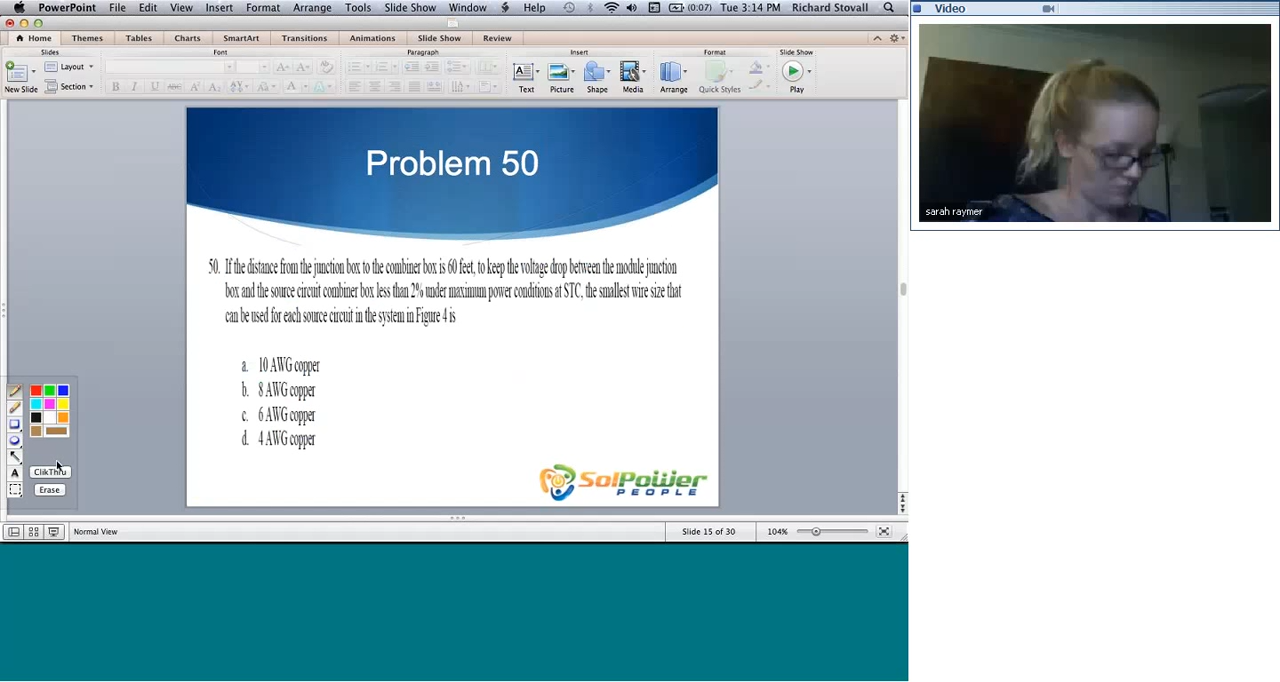 PowerPoint File Edit View Insert Format Arrange Tools Slide Show Window Help (0:07) Tue 3:14 PM Richard Stovall
Video
Home Themes Tables Charts SmartArt Transitions Animations Slide Show Review
Slides Font Paragraph Insert Format Slide Show
New Slide Layout Section Text Picture Shape Media Arrange Quick Styles Play
Problem 50
50. If the distance from the junction box to the combiner box is 60 feet, to keep the voltage drop between the module junction
box and the source circuit combiner box less than 2% under maximum power conditions at STC, the smallest wire size that
can be used for each source circuit in the system in Figure 4 is
a. 10 AWG copper
b. 8 AWG copper
c. 6 AWG copper
d. 4 AWG copper
SolPower
PEOPLE
ClikThru
Erase
Normal View Slide 15 of 30 104%
sarah raymer